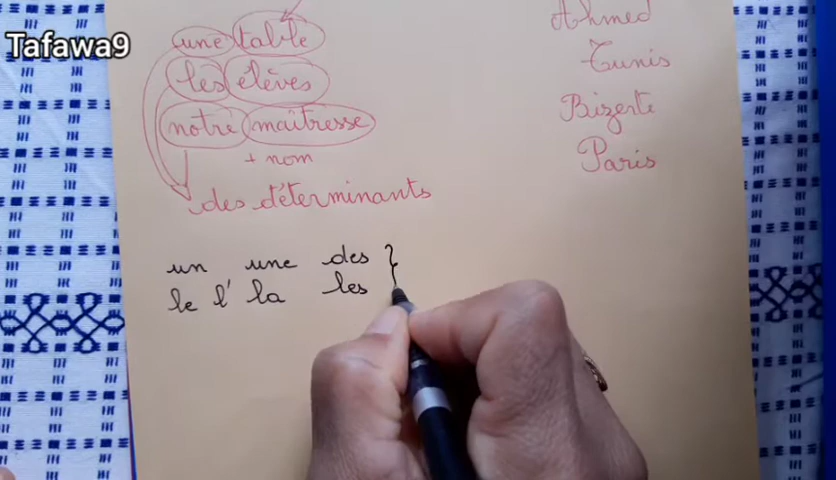 Tafawa9
une table
les élèves
notre maîtresse
+ nom
des déterminants
Ahmed
Tunis
Bizerte
Paris
un une des }
le l' la les